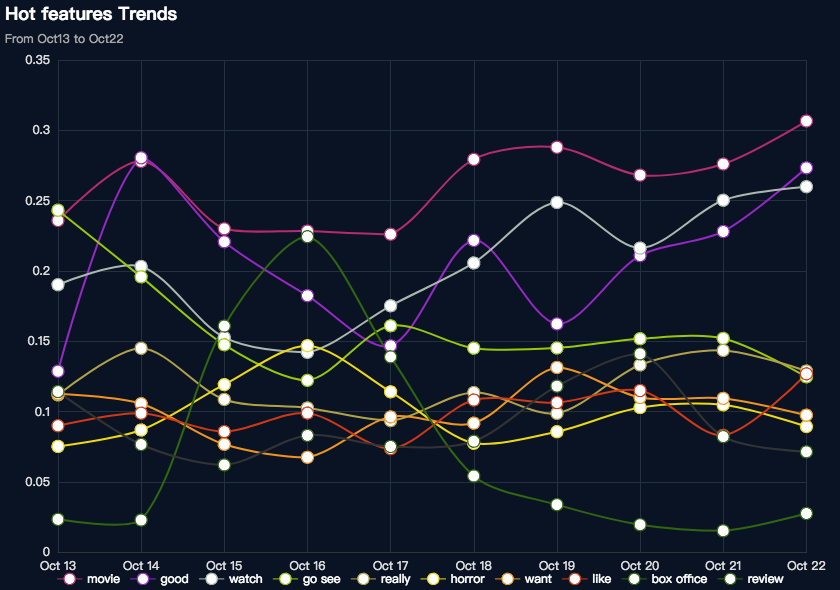 Hot features Trends
From Oct13 to Oct22
0.35
0.3
0.25
0.2
0.15
0.1
0.05
0
Oct 13 Oct 14 Oct 15 Oct 16 Oct 17 Oct 18 Oct 19 Oct 20 Oct 21 Oct 22
movie good watch go see really horror want like box office review